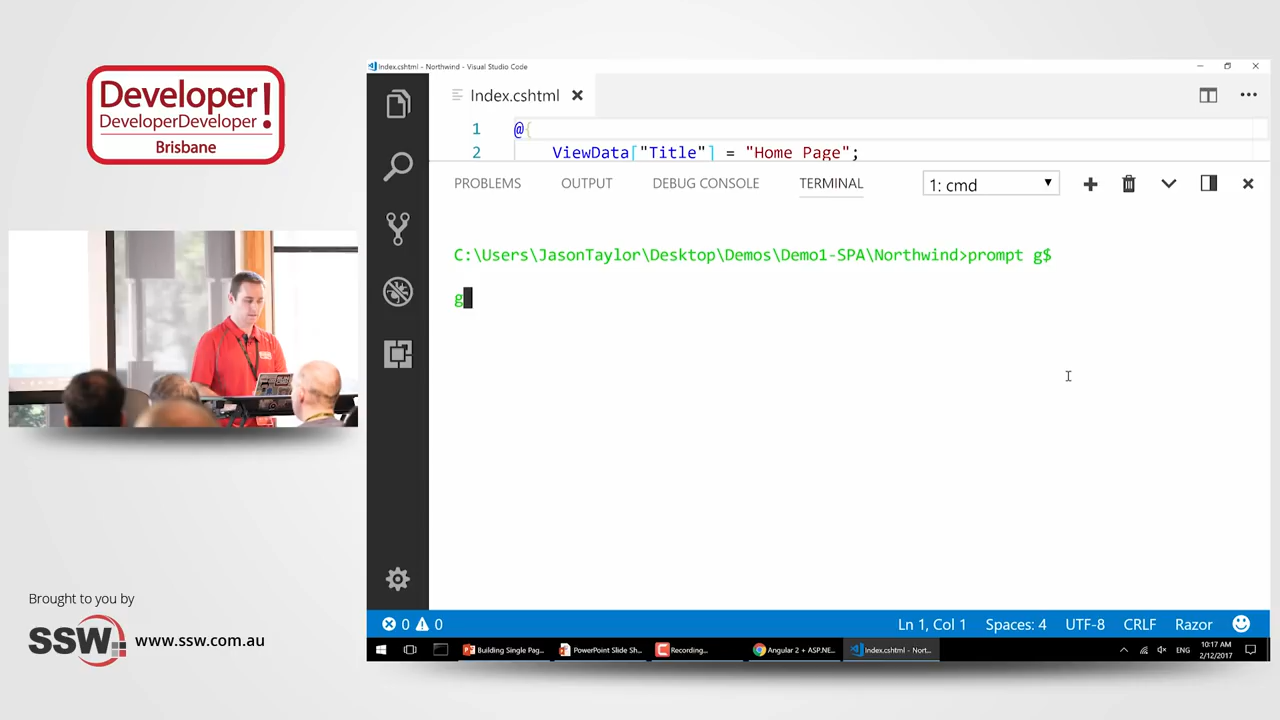 Developer!
DeveloperDeveloper
Brisbane
Index.cshtml - Northwind - Visual Studio Code
Index.cshtml
1 @{
2 ViewData["Title"] = "Home Page";
PROBLEMS OUTPUT DEBUG CONSOLE TERMINAL 1: cmd
C:\Users\JasonTaylor\Desktop\Demos\Demo1-SPA\Northwind>prompt g$
g
Brought to you by
SSW www.ssw.com.au
0 0 Ln 1, Col 1 Spaces: 4 UTF-8 CRLF Razor
Building Single Pag... PowerPoint Slide Sh... Recording... Angular 2 + ASP.NE... Index.cshtml - Nort... ENG 10:17 AM
2/12/2017